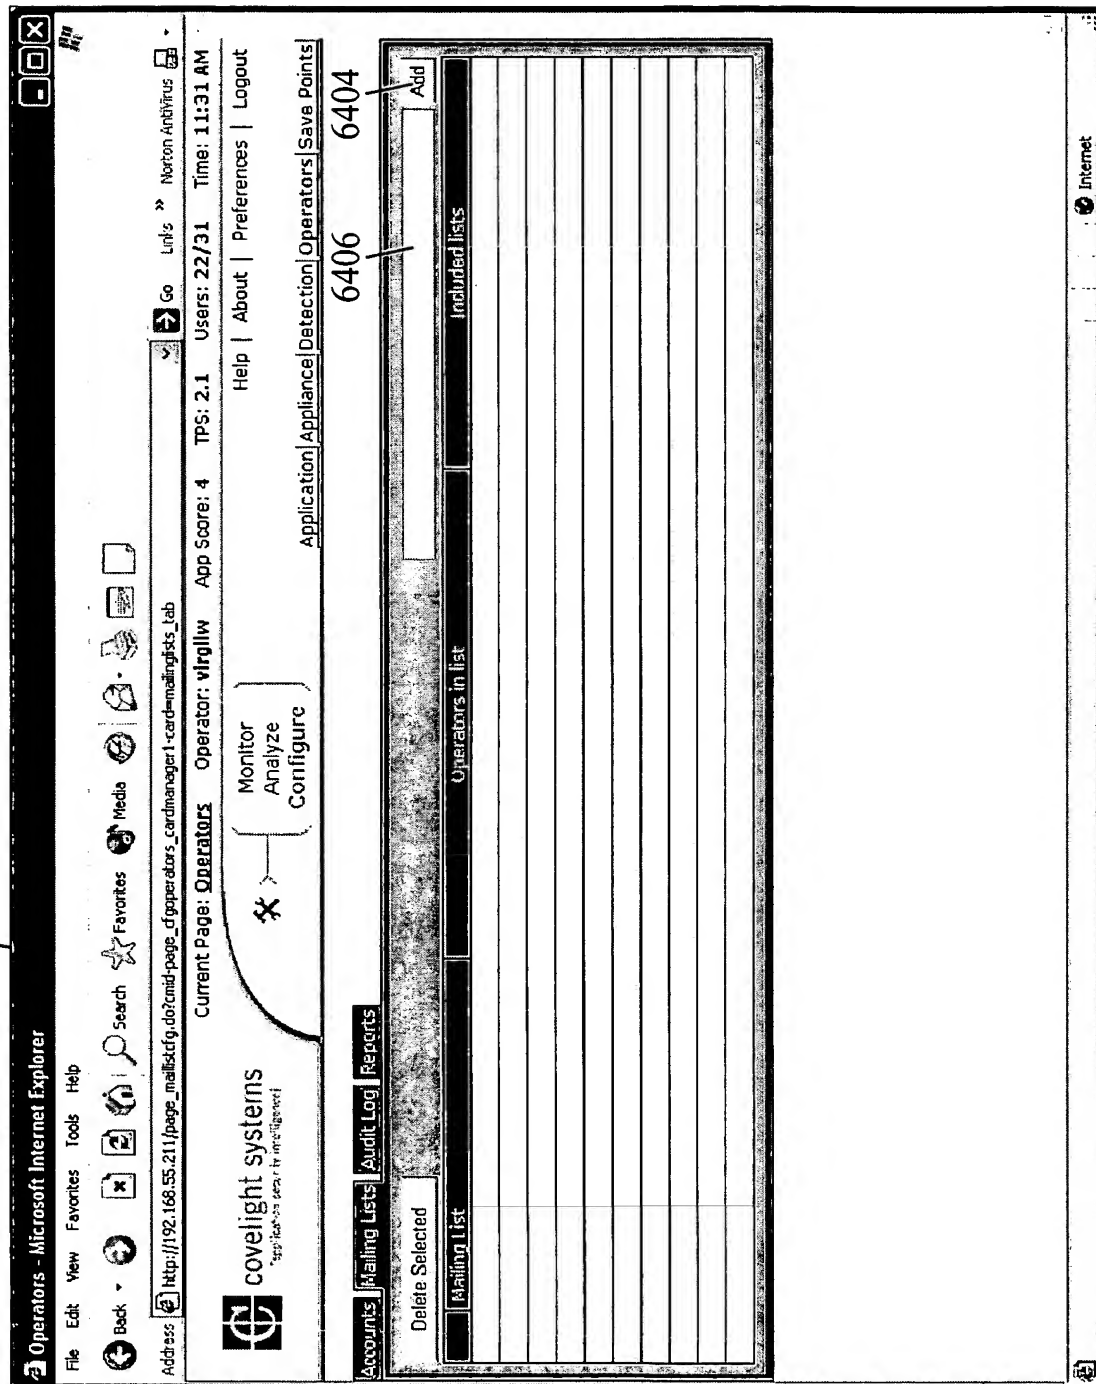 Operators - Microsoft Internet Explorer
File Edit View Favorites Tools Help
Back Search Favorites Media
Address http://192.168.55.211/page_maillistcfg.do?cmid-page_cfgoperators_cardmanager1-card=mailinglists_tab Go Links » Norton AntiVirus
Current Page: Operators Operator: virgilw App Score: 4 TPS: 2.1 Users: 22/31 Time: 11:31 AM
covelight systems
Monitor
Analyze
Configure
Help | About | Preferences | Logout
Application Appliance Detection Operators Save Points
Accounts Mailing Lists Audit Log Reports
6406 6404
Delete Selected Add
Mailing List Operators in list Included lists
Internet